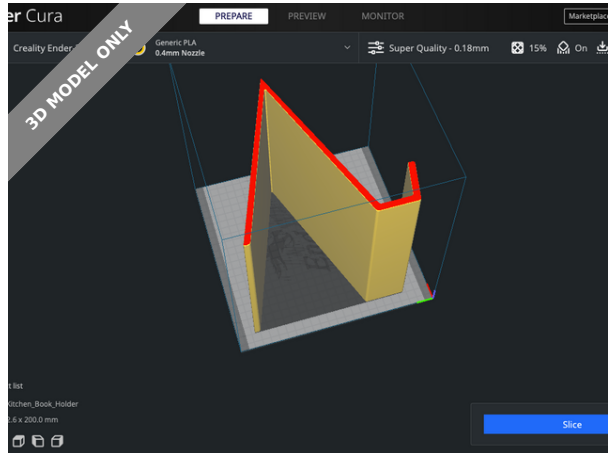 er Cura
PREPARE
PREVIEW
MONITOR
Marketplac
Creality Ender
Generic PLA
0.4mm Nozzle
Super Quality - 0.18mm
15%
On
3D MODEL ONLY
t list
Kitchen_Book_Holder
2.6 x 200.0 mm
Slice